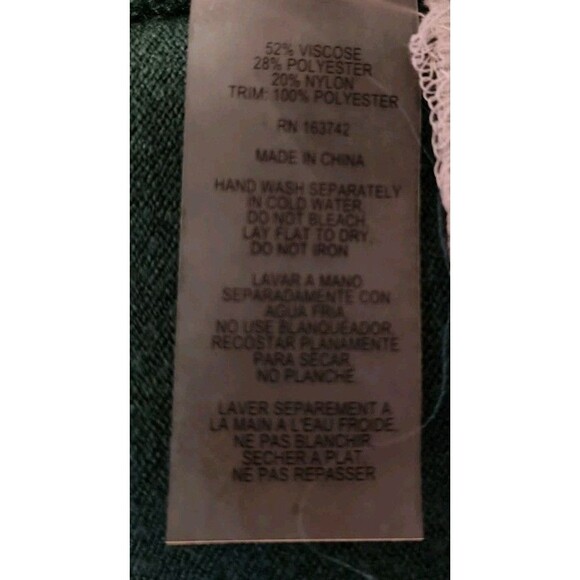 52% VISCOSE
28% POLYESTER
20% NYLON
TRIM: 100% POLYESTER
RN 163742
MADE IN CHINA
HAND WASH SEPARATELY
IN COLD WATER.
DO NOT BLEACH.
LAY FLAT TO DRY.
DO NOT IRON
LAVAR A MANO
SEPARADAMENTE CON
AGUA FRIA
NO USE BLANQUEADOR.
RECOSTAR PLANAMENTE
PARA SECAR.
NO PLANCHE.
LAVER SEPAREMENT A
LA MAIN A L'EAU FROIDE.
NE PAS BLANCHIR.
SECHER A PLAT.
NE PAS REPASSER